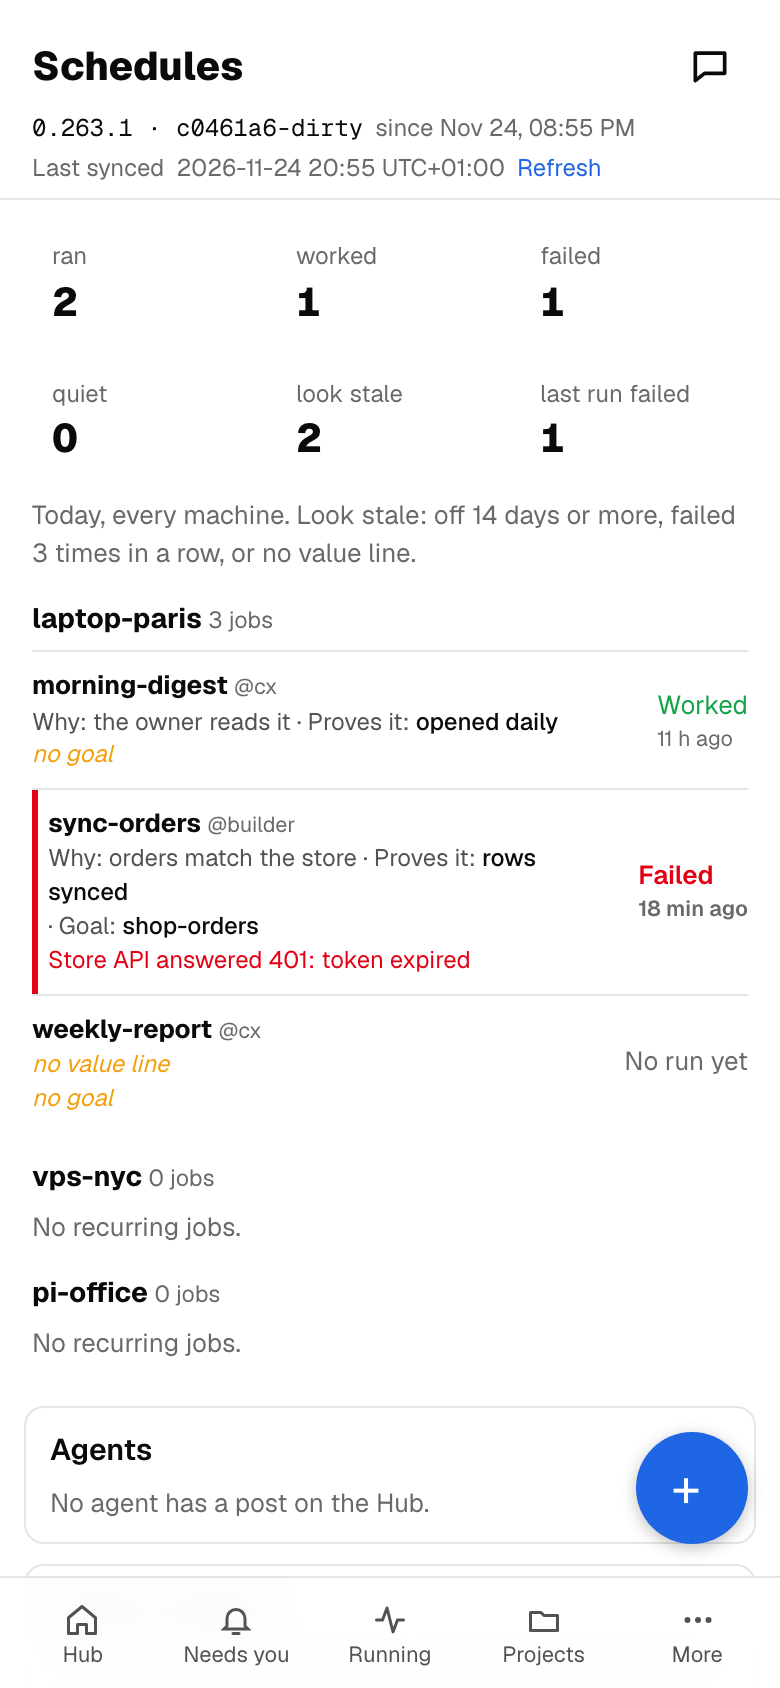 Schedules
0.263.1 · c0461a6-dirty since Nov 24, 08:55 PM
Last synced 2026-11-24 20:55 UTC+01:00 Refresh
ran worked failed
2 1 1
quiet look stale last run failed
0 2 1
Today, every machine. Look stale: off 14 days or more, failed
3 times in a row, or no value line.
laptop-paris 3 jobs
morning-digest @cx
Why: the owner reads it · Proves it: opened daily
no goal
Worked
11 h ago
sync-orders @builder
Why: orders match the store · Proves it: rows
synced
· Goal: shop-orders
Store API answered 401: token expired
Failed
18 min ago
weekly-report @cx
no value line
no goal
No run yet
vps-nyc 0 jobs
No recurring jobs.
pi-office 0 jobs
No recurring jobs.
Agents
No agent has a post on the Hub.
+
Hub Needs you Running Projects More